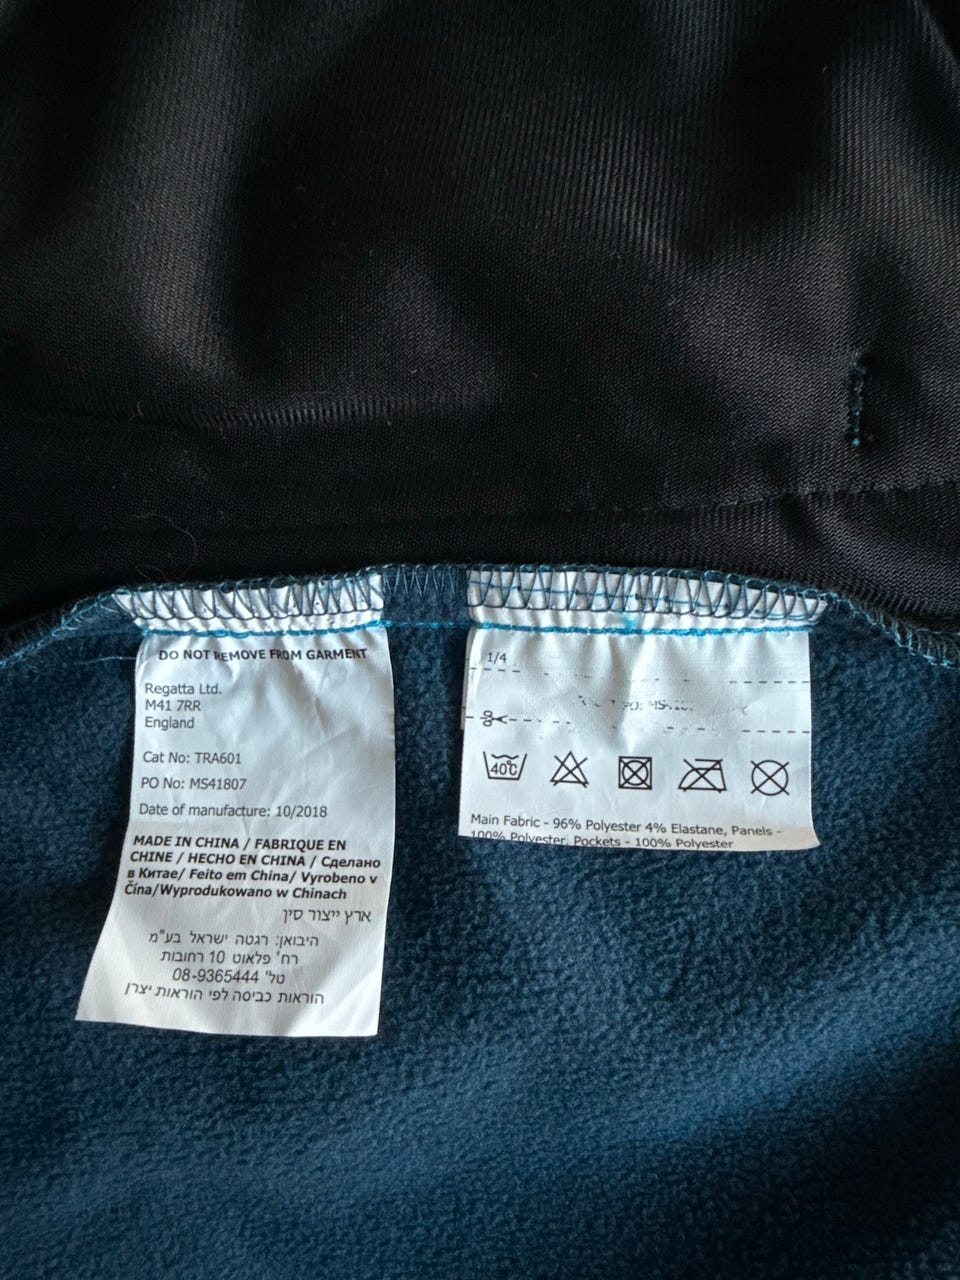 DO NOT REMOVE FROM GARMENT
Regatta Ltd.
M41 7RR
England
Cat No: TRA601
PO No: MS41807
Date of manufacture: 10/2018
MADE IN CHINA / FABRIQUE EN
CHINE / HECHO EN CHINA / Сделано
в Китае/ Feito em China/ Vyrobeno v
Čína/Wyprodukowano w Chinach
ארץ ייצור סין
היבואן: רגטה ישראל בע"מ
רח' פלאוט 10 רחובות
טל' 08-9365444
הוראות כביסה לפי הוראות יצרן
1/4
40°C
Main Fabric - 96% Polyester 4% Elastane, Panels -
100% Polyester, Pockets - 100% Polyester